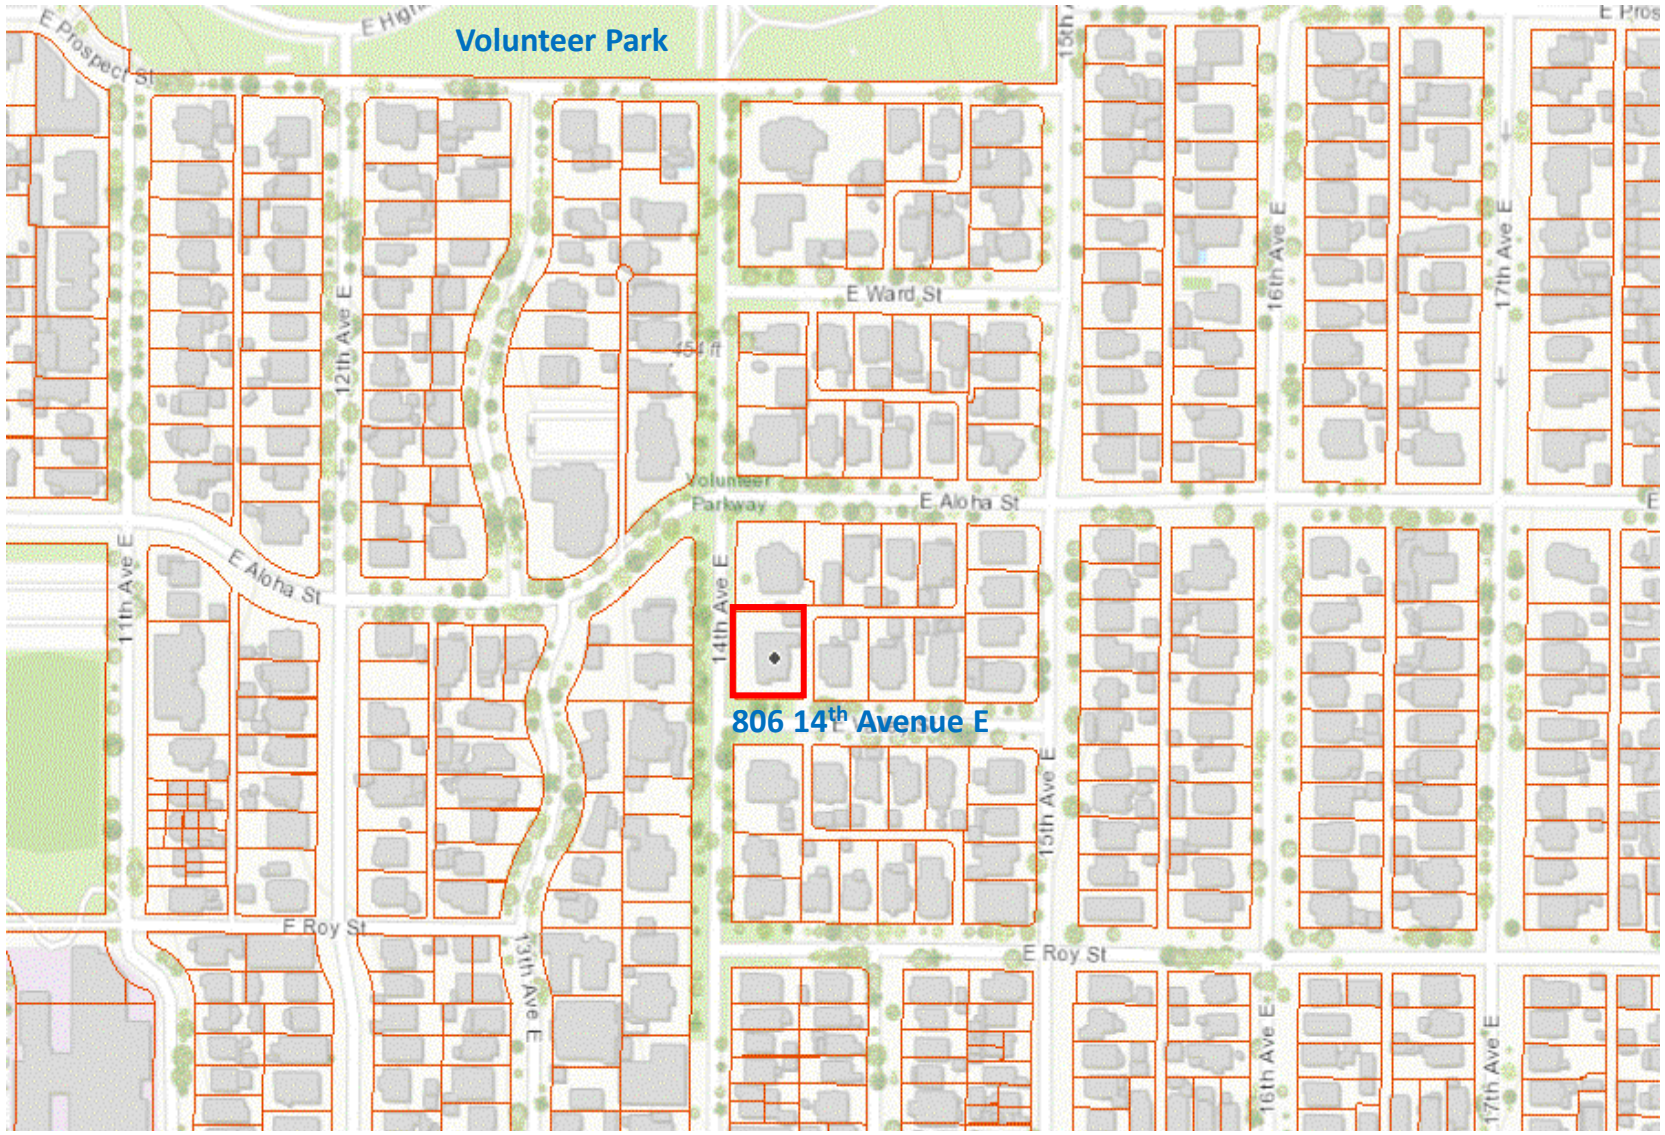 E Prospect St
E High
Volunteer Park
15th A
E Pros
12th Ave E
E Ward St
454 ft
16th Ave E
17th Ave E
Volunteer
Parkway
E Aloha St
E
11th Ave E
E Aloha St
14th Ave E
806 14th Avenue E
15th Ave E
E Roy St
13th Ave E
E Roy St
16th Ave E
17th Ave E